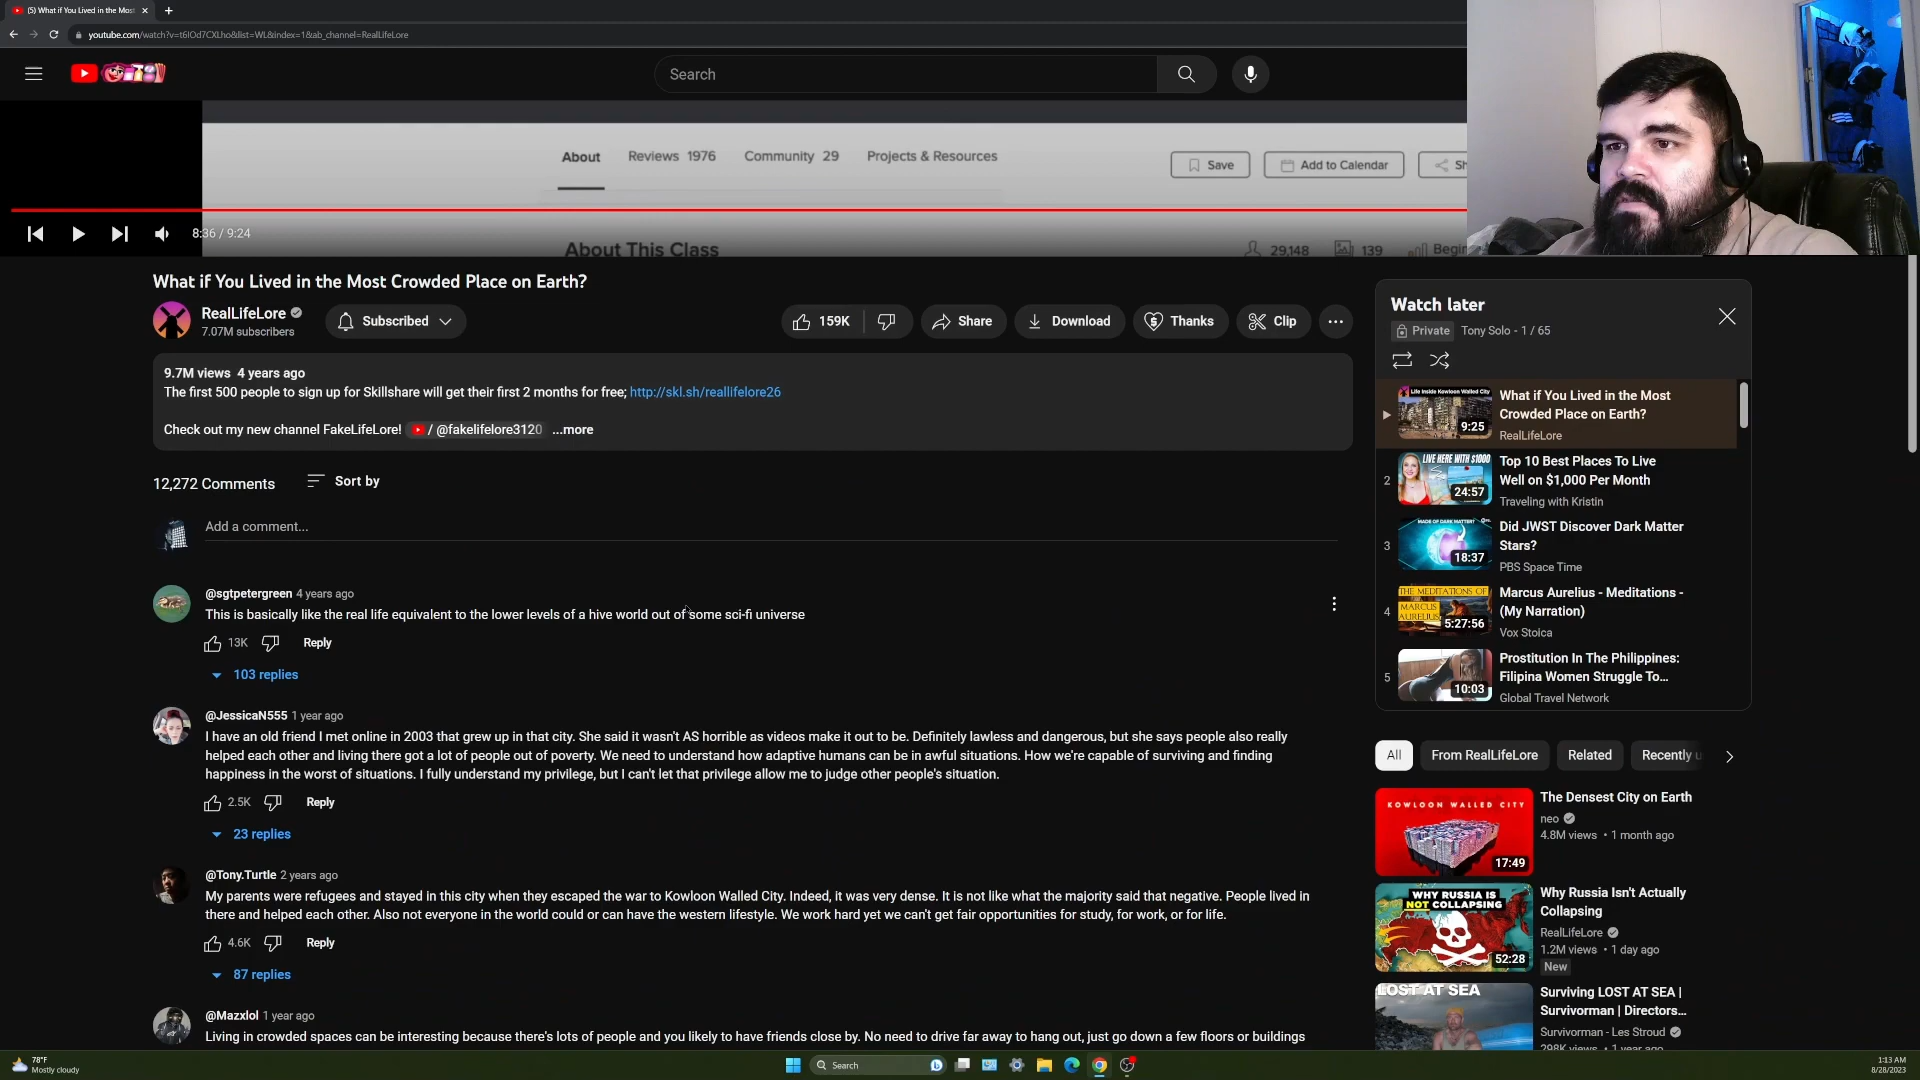 (5) What if You Lived in the Most
youtube.com/watch?v=t6IOd7CXLho&list=WL&index=1&ab_channel=RealLifeLore
Search
About
Reviews 1976
Community 29
Projects & Resources
Save
Add to Calendar
8:36 / 9:24
About This Class
29,148
139
What if You Lived in the Most Crowded Place on Earth?
RealLifeLore
7.07M subscribers
Subscribed
159K
Share
Download
Thanks
Clip
9.7M views 4 years ago
The first 500 people to sign up for Skillshare will get their first 2 months for free; http://skl.sh/reallifelore26
Check out my new channel FakeLifeLore! / @fakelifelore3120 ...more
12,272 Comments
Sort by
Add a comment...
@sgtpetergreen 4 years ago
This is basically like the real life equivalent to the lower levels of a hive world out of some sci-fi universe
13K
Reply
103 replies
@JessicaN555 1 year ago
I have an old friend I met online in 2003 that grew up in that city. She said it wasn't AS horrible as videos make it out to be. Definitely lawless and dangerous, but she says people also really
helped each other and living there got a lot of people out of poverty. We need to understand how adaptive humans can be in awful situations. How we're capable of surviving and finding
happiness in the worst of situations. I fully understand my privilege, but I can't let that privilege allow me to judge other people's situation.
2.5K
Reply
23 replies
@Tony.Turtle 2 years ago
My parents were refugees and stayed in this city when they escaped the war to Kowloon Walled City. Indeed, it was very dense. It is not like what the majority said that negative. People lived in
there and helped each other. Also not everyone in the world could or can have the western lifestyle. We work hard yet we can't get fair opportunities for study, for work, or for life.
4.6K
Reply
87 replies
@Mazxlol 1 year ago
Living in crowded spaces can be interesting because there's lots of people and you likely to have friends close by. No need to drive far away to hang out, just go down a few floors or buildings
Watch later
Private
Tony Solo - 1 / 65
Life Inside Kowloon Walled City
9:25
What if You Lived in the Most
Crowded Place on Earth?
RealLifeLore
2
LIVE HERE WITH $1000
24:57
Top 10 Best Places To Live
Well on $1,000 Per Month
Traveling with Kristin
3
MADE OF DARK MATTER?
18:37
Did JWST Discover Dark Matter
Stars?
PBS Space Time
4
THE MEDITATIONS OF
MARCUS
AURELIUS
5:27:56
Marcus Aurelius - Meditations -
(My Narration)
Vox Stoica
5
10:03
Prostitution In The Philippines:
Filipina Women Struggle To...
Global Travel Network
All
From RealLifeLore
Related
Recently u
KOWLOON WALLED CITY
17:49
The Densest City on Earth
neo
4.8M views • 1 month ago
WHY RUSSIA
IS NOT COLLAPSING
52:28
Why Russia Isn't Actually
Collapsing
RealLifeLore
1.2M views • 1 day ago
New
LOST AT SEA
Surviving LOST AT SEA |
Survivorman | Directors...
Survivorman - Les Stroud
298K views • 1 year ago
78°F
Mostly cloudy
Search
1:13 AM
8/28/2023